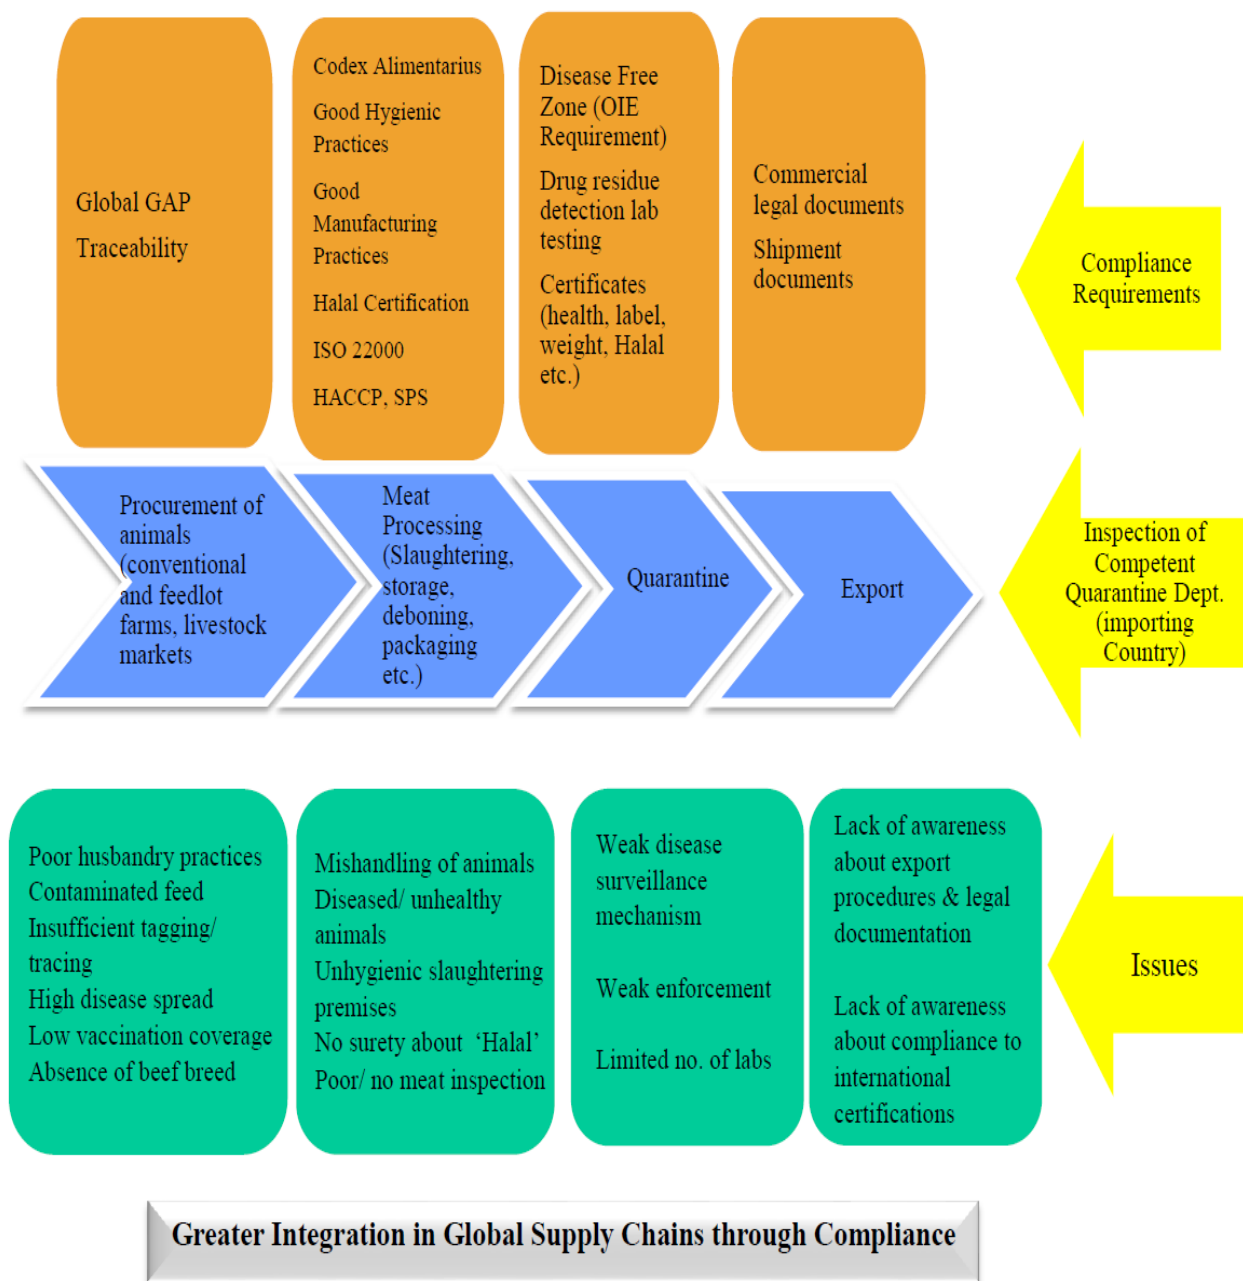 Global GAP
Traceability
Codex Alimentarius
Good Hygienic
Practices
Good
Manufacturing
Practices
Halal Certification
ISO 22000
HACCP, SPS
Disease Free
Zone (OIE
Requirement)
Drug residue
detection lab
testing
Certificates
(health, label,
weight, Halal
etc.)
Commercial
legal documents
Shipment
documents
Compliance
Requirements
Procurement of
animals
(conventional
and feedlot
farms, livestock
markets
Meat
Processing
(Slaughtering,
storage,
deboning,
packaging
etc.)
Quarantine
Export
Inspection of
Competent
Quarantine Dept.
(importing
Country)
Poor husbandry practices
Contaminated feed
Insufficient tagging/
tracing
High disease spread
Low vaccination coverage
Absence of beef breed
Mishandling of animals
Diseased/ unhealthy
animals
Unhygienic slaughtering
premises
No surety about ‘Halal’
Poor/ no meat inspection
Weak disease
surveillance
mechanism
Weak enforcement
Limited no. of labs
Lack of awareness
about export
procedures & legal
documentation
Lack of awareness
about compliance to
international
certifications
Issues
Greater Integration in Global Supply Chains through Compliance